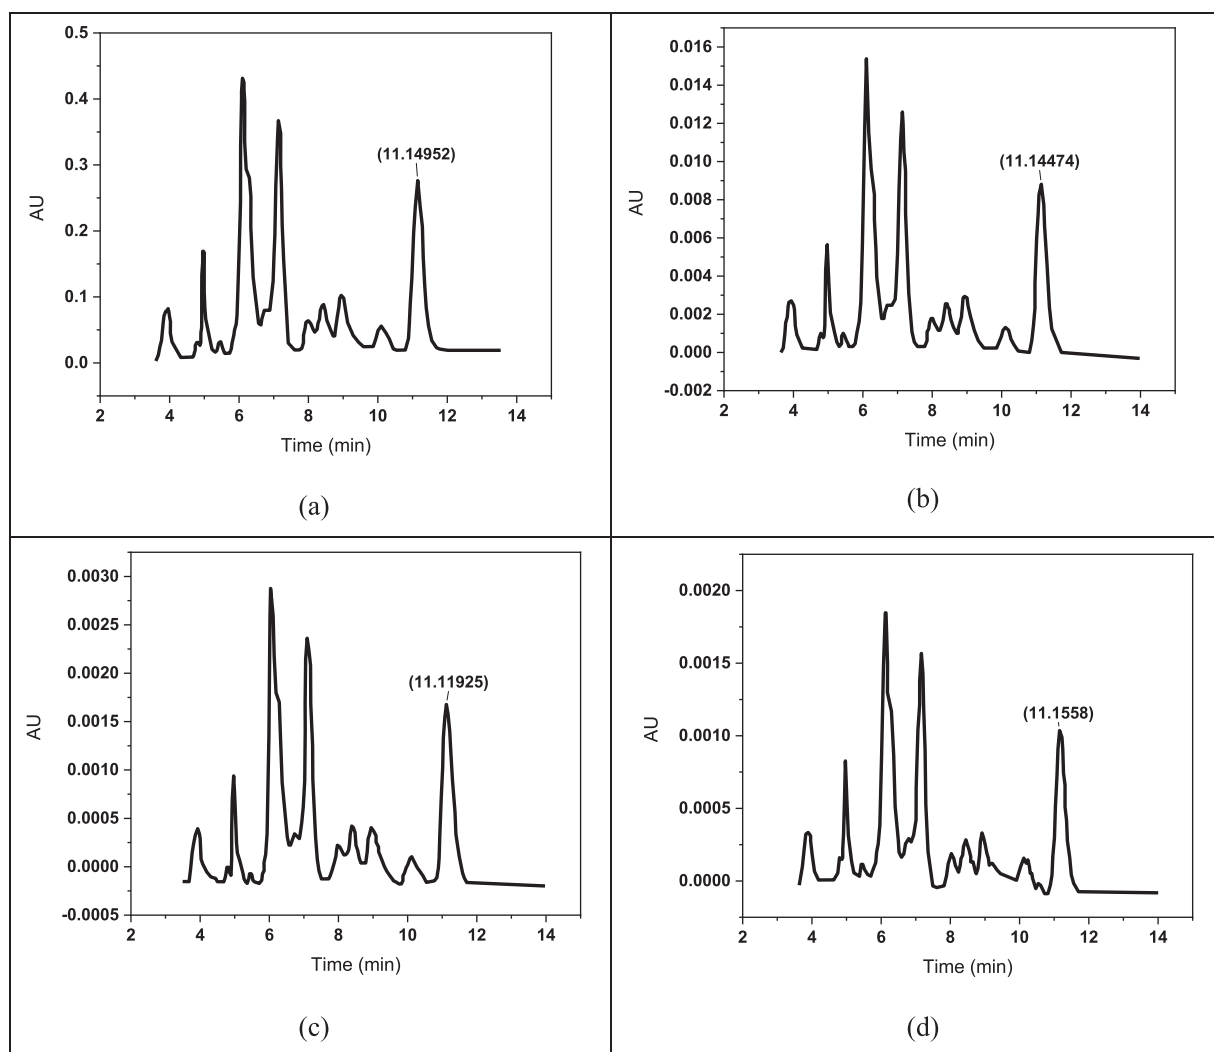 0.5
0.4
0.3
0.2
0.1
0.0
AU
(11.14952)
2 4 6 8 10 12 14
Time (min)
(a)
0.016
0.014
0.012
0.010
0.008
0.006
0.004
0.002
0.000
-0.002
AU
(11.14474)
2 4 6 8 10 12 14
Time (min)
(b)
0.0030
0.0025
0.0020
0.0015
0.0010
0.0005
0.0000
-0.0005
AU
(11.11925)
2 4 6 8 10 12 14
Time (min)
(c)
0.0020
0.0015
0.0010
0.0005
0.0000
AU
(11.1558)
2 4 6 8 10 12 14
Time (min)
(d)